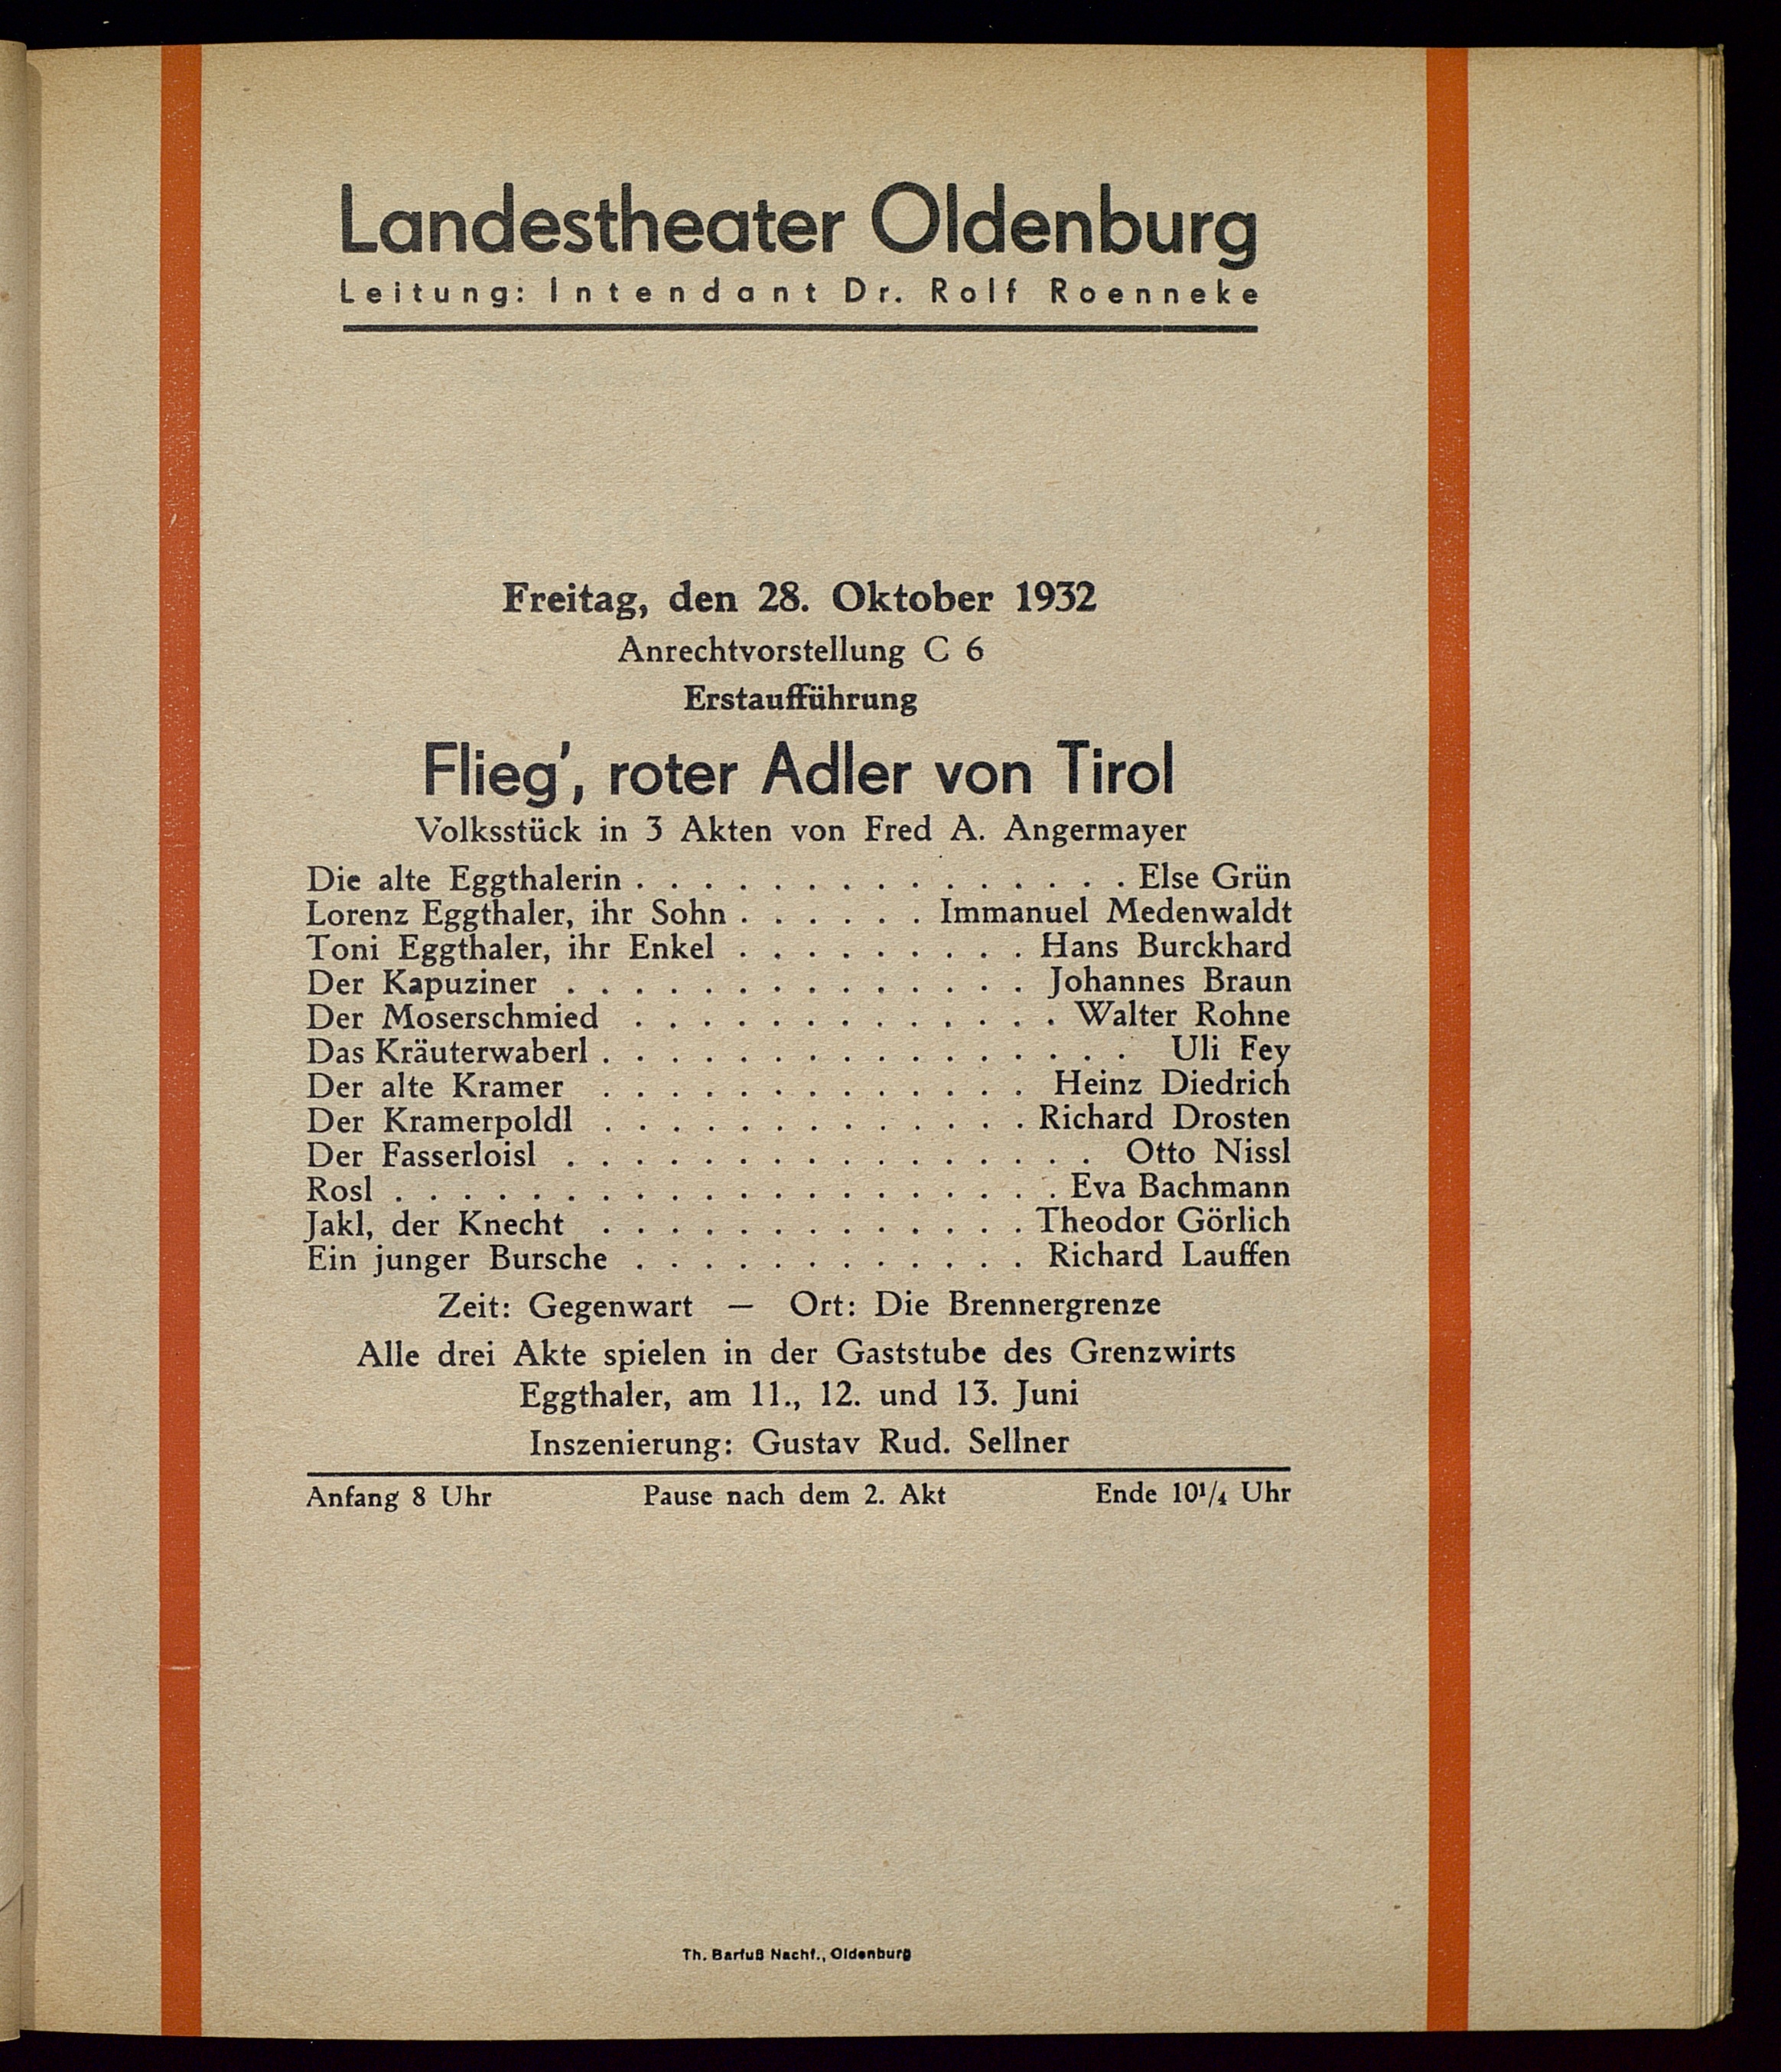 Landestheater Oldenburg
Leitung: Intendant Dr. Rolf Roenneke
Freitag, den 28. Oktober 1932
Anrechtvorstellung C 6
Erstaufführung
Flieg', roter Adler von Tirol
Volksstück in 3 Akten von Fred A. Angermayer
Die alte Eggthalerin . . . . . . . . . . . . . . . Else Grün
Lorenz Eggthaler, ihr Sohn . . . . . . Immanuel Medenwaldt
Toni Eggthaler, ihr Enkel . . . . . . . . . Hans Burckhard
Der Kapuziner . . . . . . . . . . . . . . Johannes Braun
Der Moserschmied . . . . . . . . . . . . . Walter Rohne
Das Kräuterwaberl . . . . . . . . . . . . . . . . Uli Fey
Der alte Kramer . . . . . . . . . . . . . Heinz Diedrich
Der Kramerpoldl . . . . . . . . . . . . . Richard Drosten
Der Fasserloisl . . . . . . . . . . . . . . . . Otto Nissl
Rosl . . . . . . . . . . . . . . . . . . . . Eva Bachmann
Jakl, der Knecht . . . . . . . . . . . . . Theodor Görlich
Ein junger Bursche . . . . . . . . . . . . Richard Lauffen
Zeit: Gegenwart — Ort: Die Brennergrenze
Alle drei Akte spielen in der Gaststube des Grenzwirts
Eggthaler, am 11., 12. und 13. Juni
Inszenierung: Gustav Rud. Sellner
Anfang 8 Uhr Pause nach dem 2. Akt Ende 10¹/₄ Uhr
Th. Barfuß Nachf., Oldenburg